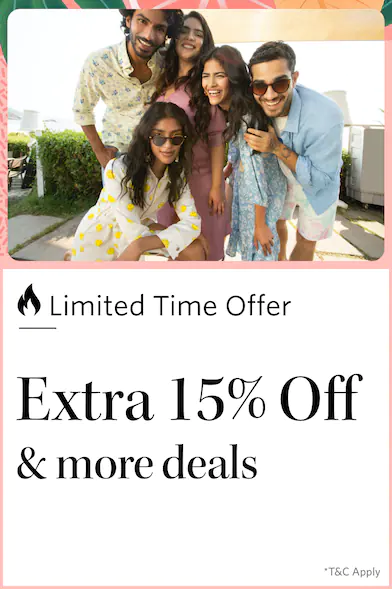 Limited Time Offer
Extra 15% Off
& more deals
*T&C Apply